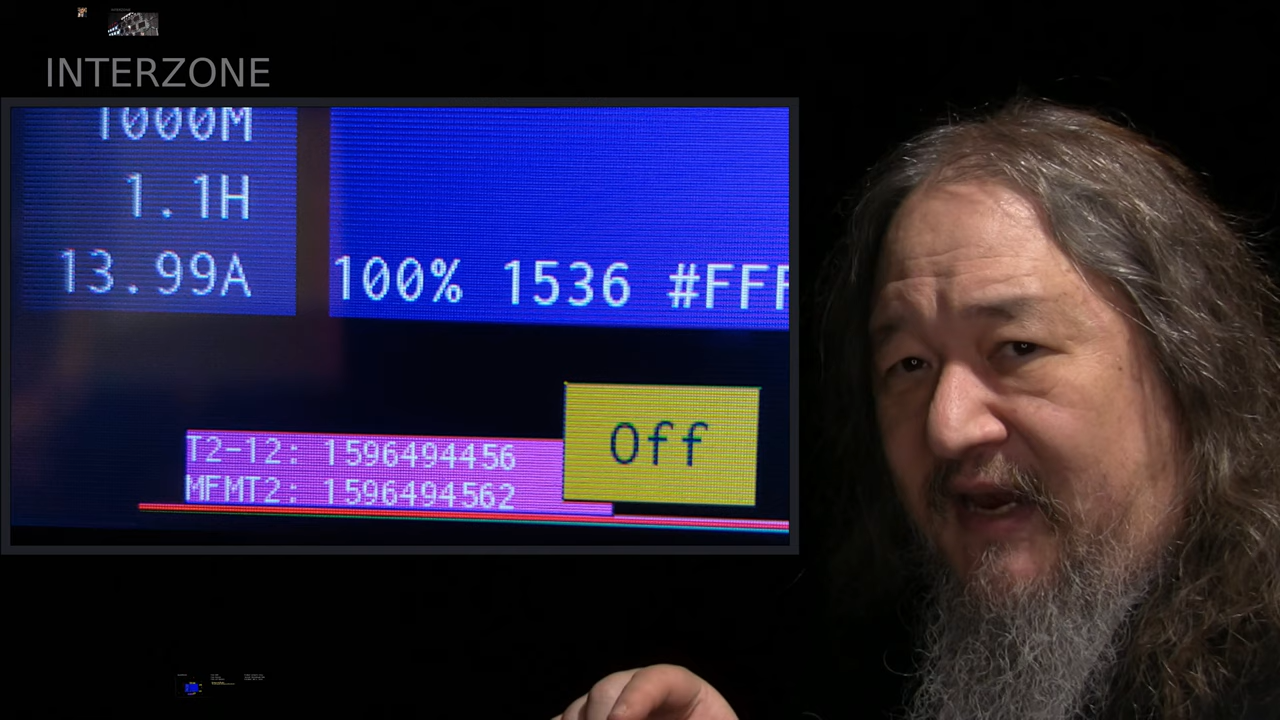 INTERZONE
1000M
1.1H
13.99A
100% 1536 #FFF
Off
T2-12: 1596494456
MFMT2: 1596494562